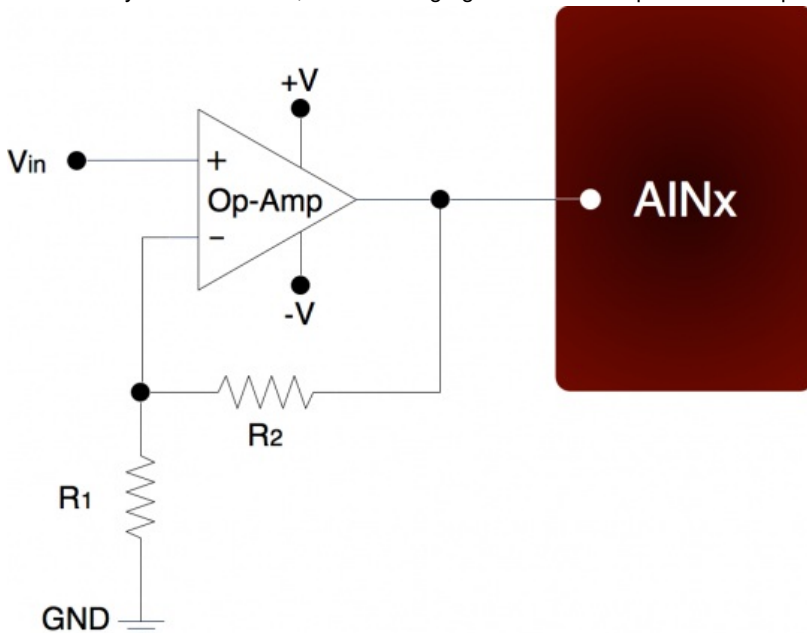 +V
Vin
+
Op-Amp
AINx
−
-V
R2
R1
GND